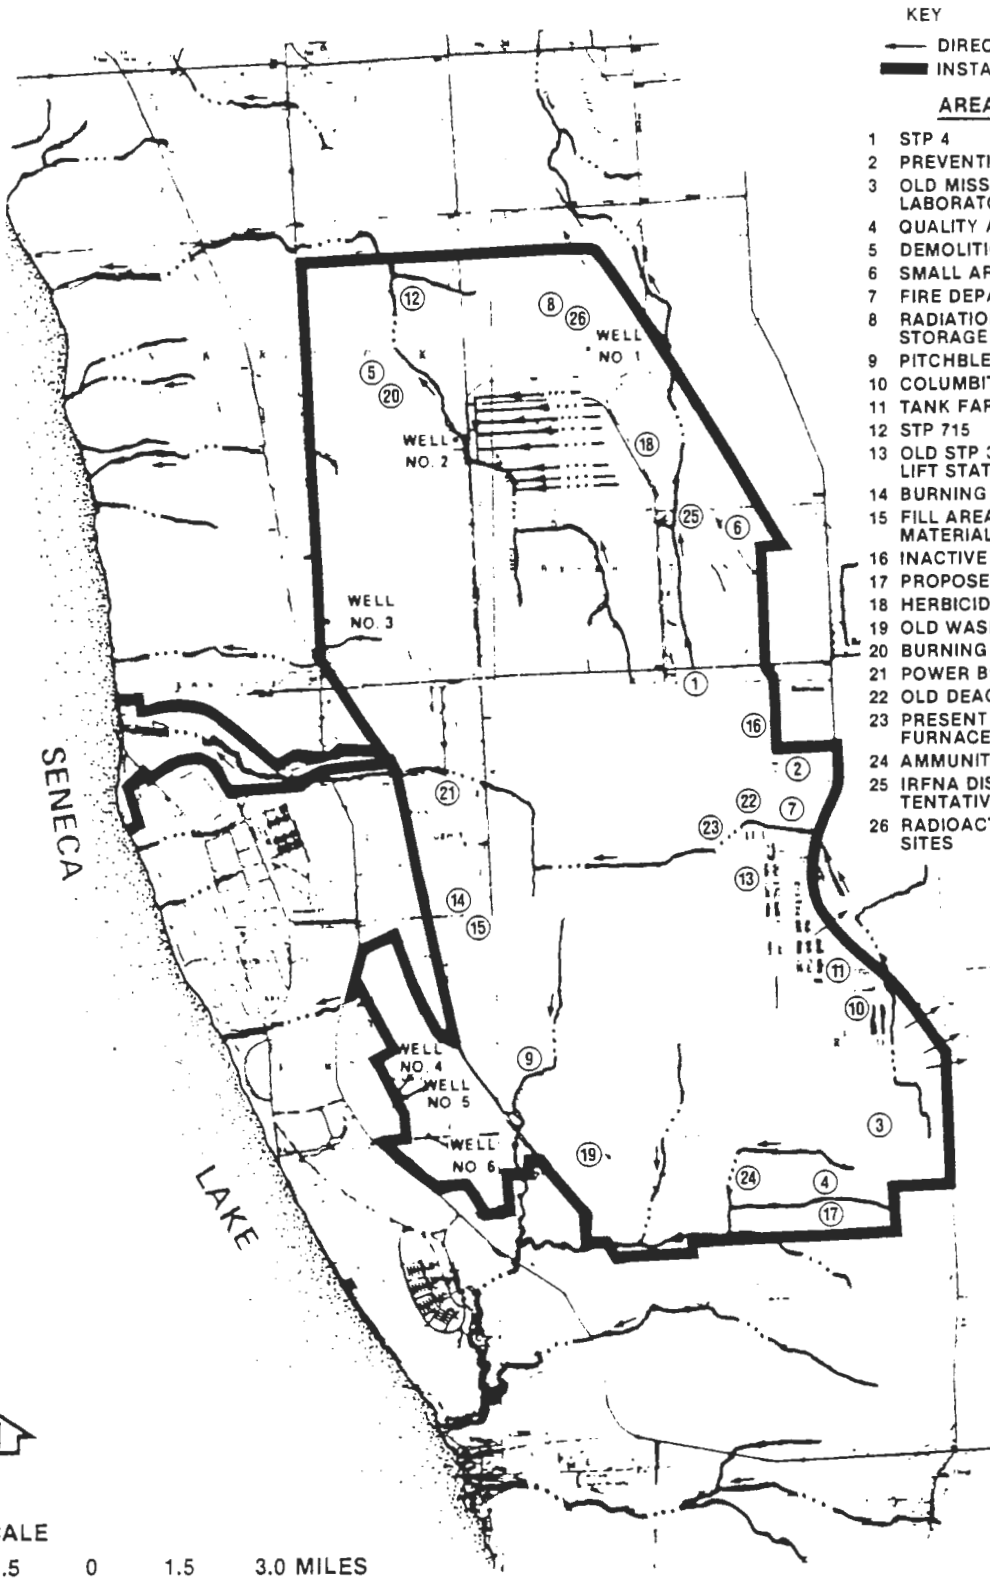 KEY
DIREC
INSTA
AREA
1 STP 4
2 PREVENTI
3 OLD MISS
LABORATO
4 QUALITY A
5 DEMOLITI
6 SMALL AR
7 FIRE DEPA
8 RADIATIO
STORAGE
9 PITCHBLE
10 COLUMBIT
11 TANK FAR
12 STP 715
13 OLD STP 3
LIFT STAT
14 BURNING
15 FILL AREA
MATERIAL
16 INACTIVE
17 PROPOSE
18 HERBICID
19 OLD WASH
20 BURNING
21 POWER B
22 OLD DEAC
23 PRESENT
FURNACE
24 AMMUNIT
25 IRFNA DIS
TENTATIV
26 RADIOACT
SITES
12
8
26
WELL
NO. 1
5
20
WELL
NO. 2
18
25
6
WELL
NO. 3
1
16
2
21
22
7
23
13
14
15
11
10
9
WELL
NO. 4
WELL
NO 5
WELL
NO 6
3
19
24
4
17
SENECA
LAKE
CALE
.5 0 1.5 3.0 MILES